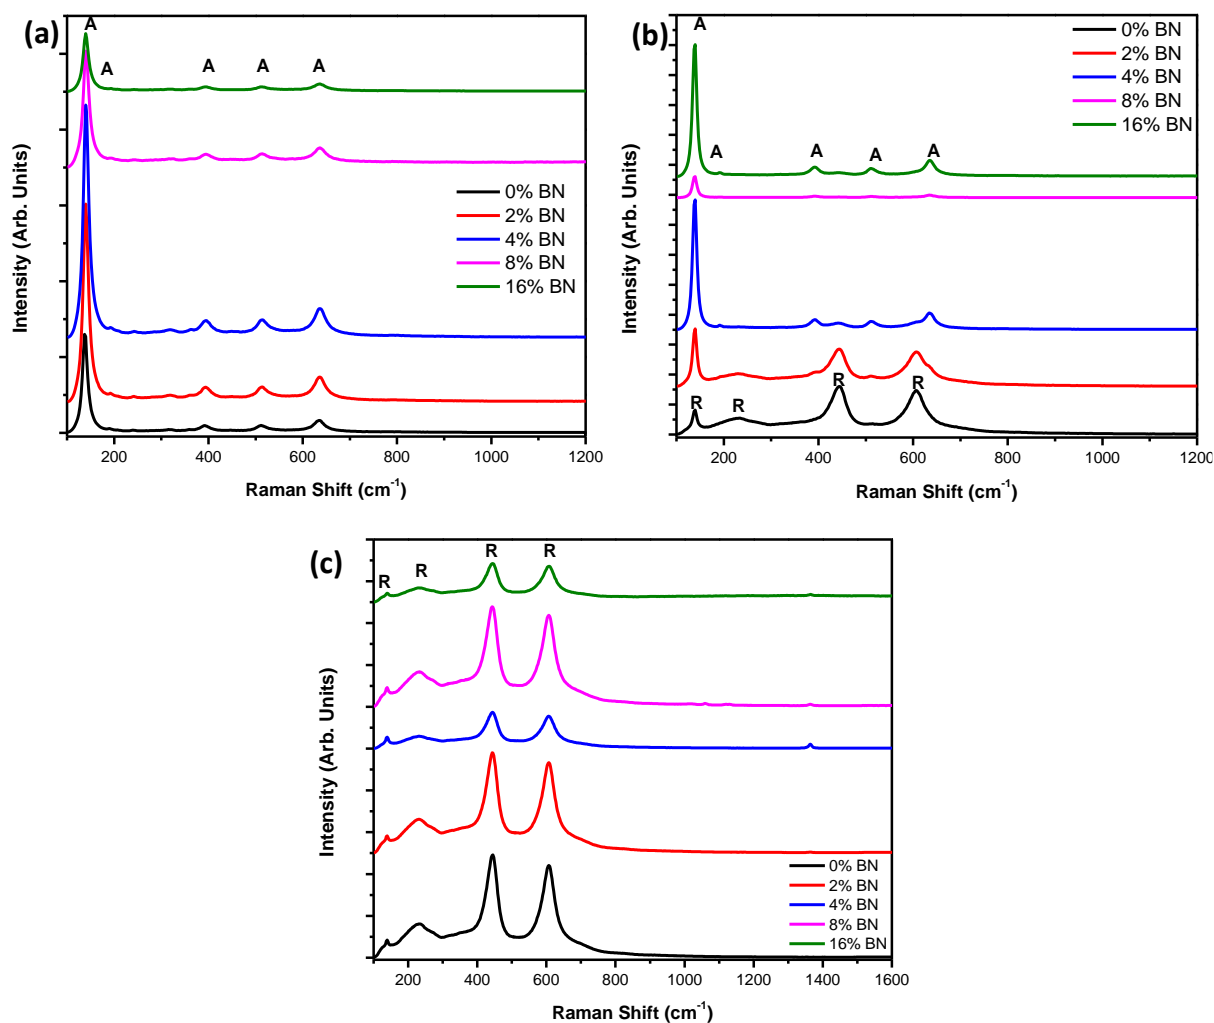 (a)
A
A
A
A
A
0% BN
2% BN
4% BN
8% BN
16% BN
Intensity (Arb. Units)
200
400
600
800
1000
1200
Raman Shift (cm-1)
(b)
A
A
A
A
A
R
R
R
R
0% BN
2% BN
4% BN
8% BN
16% BN
Intensity (Arb. Units)
200
400
600
800
1000
1200
Raman Shift (cm-1)
(c)
R
R
R
R
0% BN
2% BN
4% BN
8% BN
16% BN
Intensity (Arb. Units)
200
400
600
800
1000
1200
1400
1600
Raman Shift (cm-1)